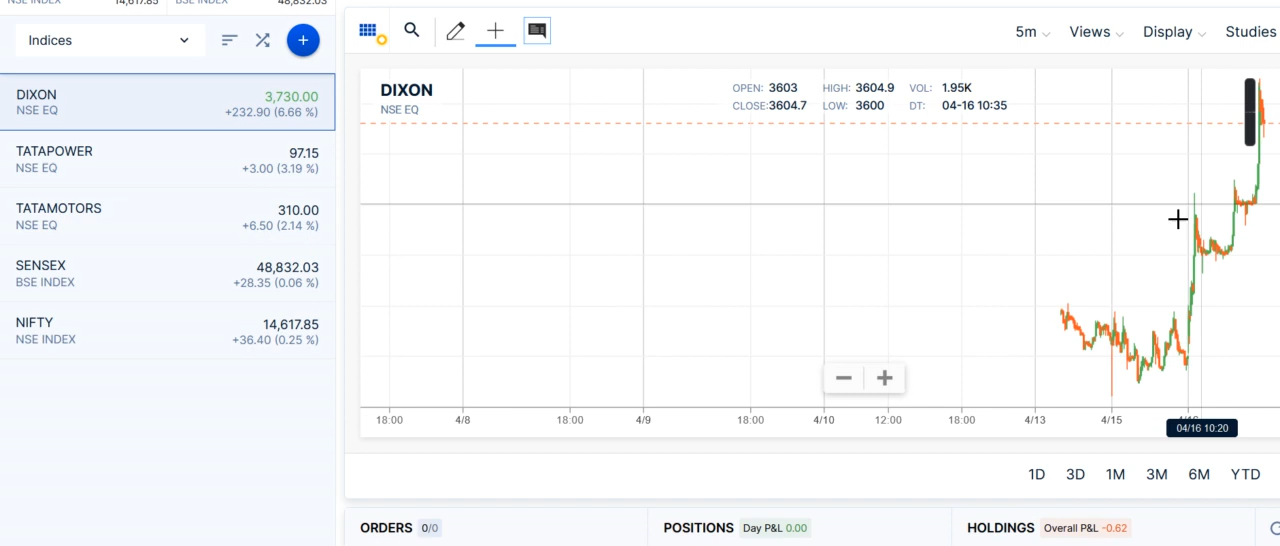 NSE INDEX 14,617.85 BSE INDEX 48,832.03
Indices
DIXON 3,730.00
NSE EQ +232.90 (6.66 %)
TATAPOWER 97.15
NSE EQ +3.00 (3.19 %)
TATAMOTORS 310.00
NSE EQ +6.50 (2.14 %)
SENSEX 48,832.03
BSE INDEX +28.35 (0.06 %)
NIFTY 14,617.85
NSE INDEX +36.40 (0.25 %)
5m Views Display Studies
DIXON
NSE EQ
OPEN: 3603 HIGH: 3604.9 VOL: 1.95K
CLOSE:3604.7 LOW: 3600 DT: 04-16 10:35
18:00 4/8 18:00 4/9 18:00 4/10 12:00 18:00 4/13 4/15
04/16 10:20
1D 3D 1M 3M 6M YTD
ORDERS 0/0 POSITIONS Day P&L 0.00 HOLDINGS Overall P&L -0.62